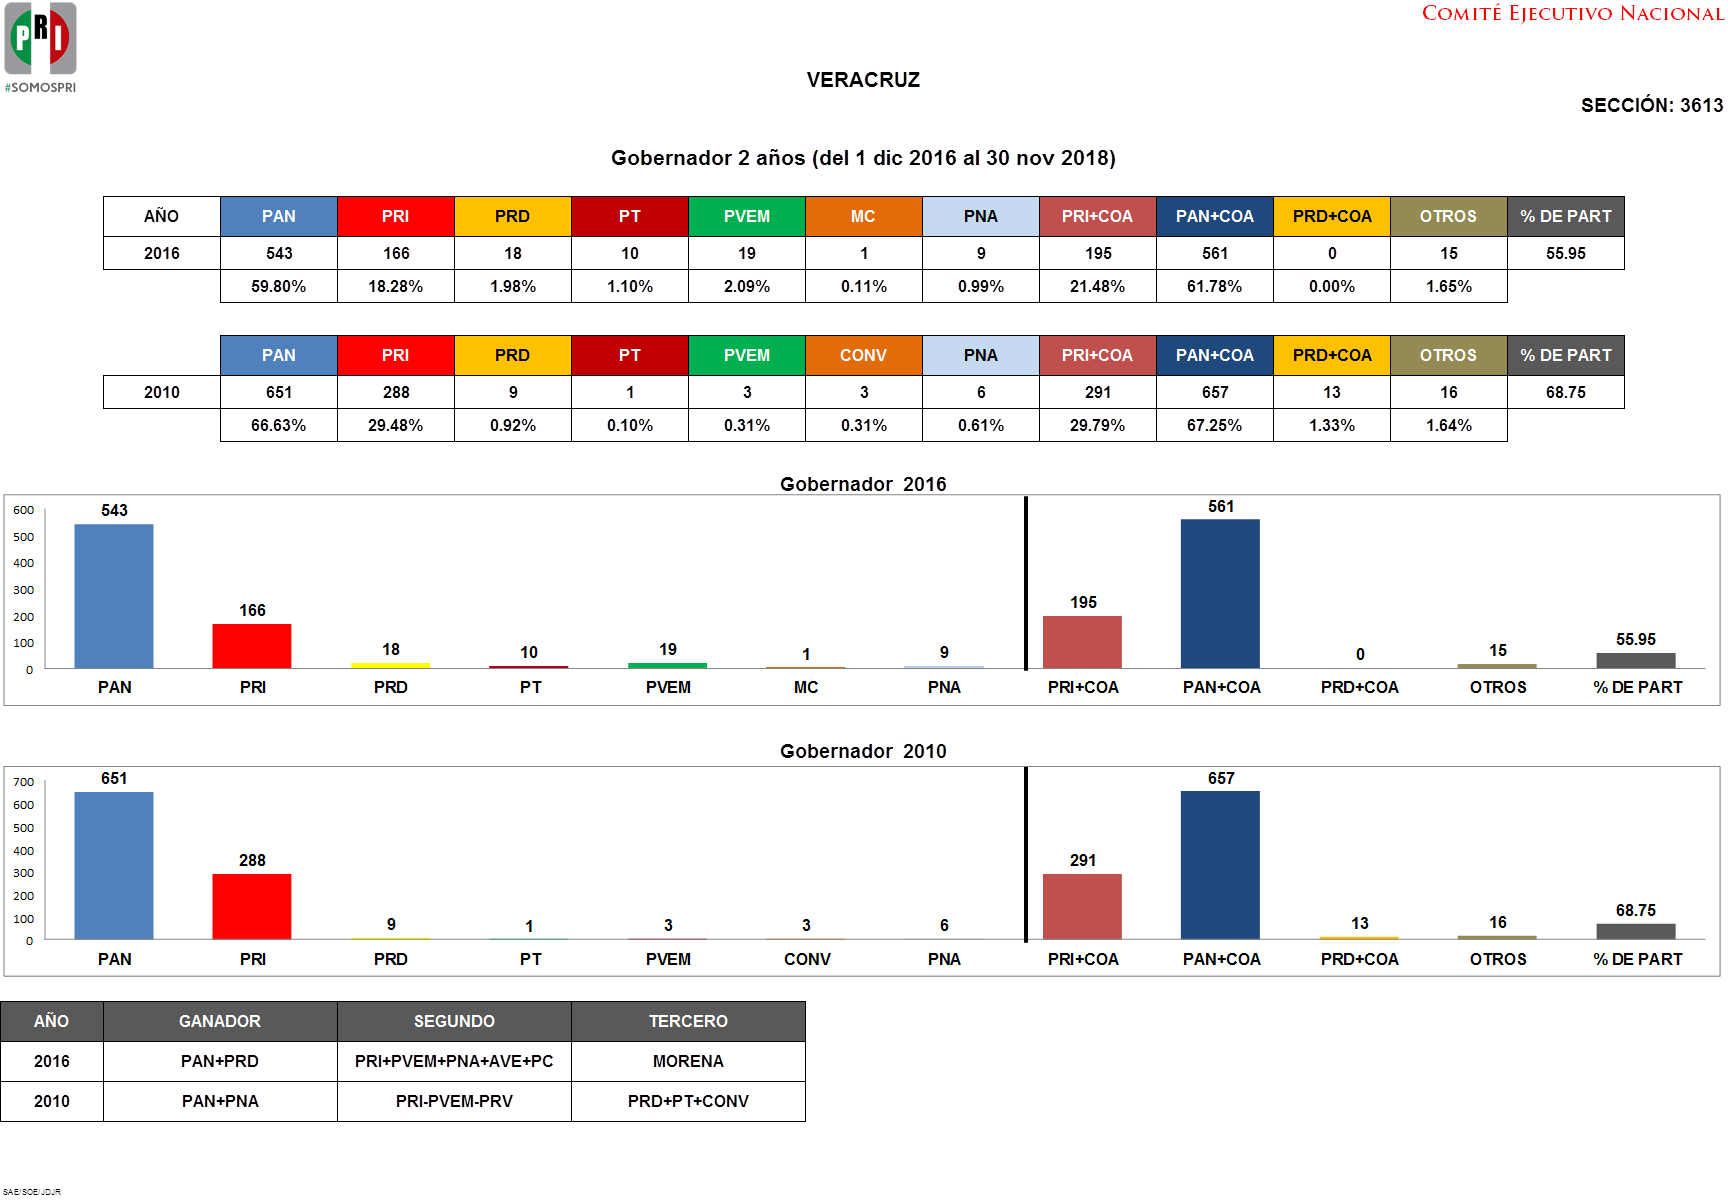 PRI
#SOMOSPRI
COMITÉ EJECUTIVO NACIONAL
VERACRUZ
SECCIÓN: 3613
Gobernador 2 años (del 1 dic 2016 al 30 nov 2018)
AÑO PAN PRI PRD PT PVEM MC PNA PRI+COA PAN+COA PRD+COA OTROS % DE PART
2016 543 166 18 10 19 1 9 195 561 0 15 55.95
59.80% 18.28% 1.98% 1.10% 2.09% 0.11% 0.99% 21.48% 61.78% 0.00% 1.65%
PAN PRI PRD PT PVEM CONV PNA PRI+COA PAN+COA PRD+COA OTROS % DE PART
2010 651 288 9 1 3 3 6 291 657 13 16 68.75
66.63% 29.48% 0.92% 0.10% 0.31% 0.31% 0.61% 29.79% 67.25% 1.33% 1.64%
Gobernador 2016
600
500
400
300
200
100
0
543 166 18 10 19 1 9 195 561 0 15 55.95
PAN PRI PRD PT PVEM MC PNA PRI+COA PAN+COA PRD+COA OTROS % DE PART
Gobernador 2010
700
600
500
400
300
200
100
0
651 288 9 1 3 3 6 291 657 13 16 68.75
PAN PRI PRD PT PVEM CONV PNA PRI+COA PAN+COA PRD+COA OTROS % DE PART
AÑO GANADOR SEGUNDO TERCERO
2016 PAN+PRD PRI+PVEM+PNA+AVE+PC MORENA
2010 PAN+PNA PRI-PVEM-PRV PRD+PT+CONV
SAE/SOE/JDJR